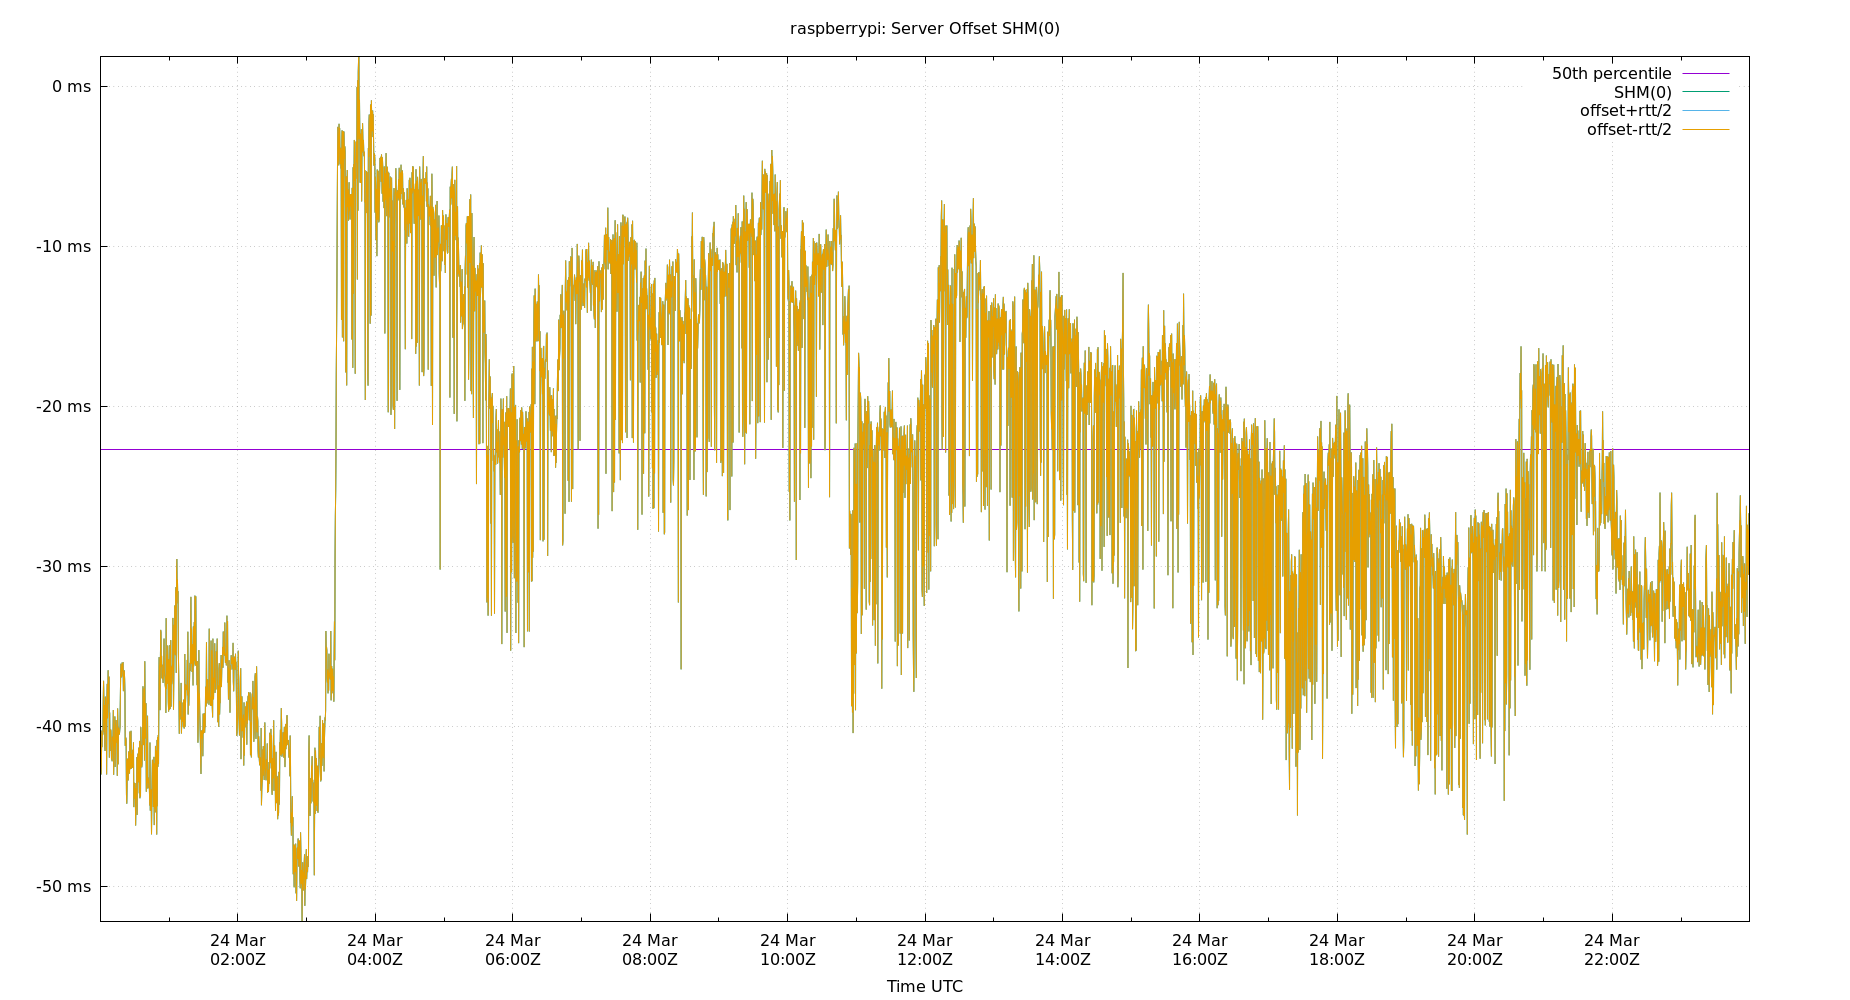 raspberrypi: Server Offset SHM(0)
50th percentile
SHM(0)
offset+rtt/2
offset-rtt/2
0 ms
-10 ms
-20 ms
-30 ms
-40 ms
-50 ms
24 Mar 24 Mar 24 Mar 24 Mar 24 Mar 24 Mar 24 Mar 24 Mar 24 Mar 24 Mar 24 Mar
02:00Z 04:00Z 06:00Z 08:00Z 10:00Z 12:00Z 14:00Z 16:00Z 18:00Z 20:00Z 22:00Z
Time UTC